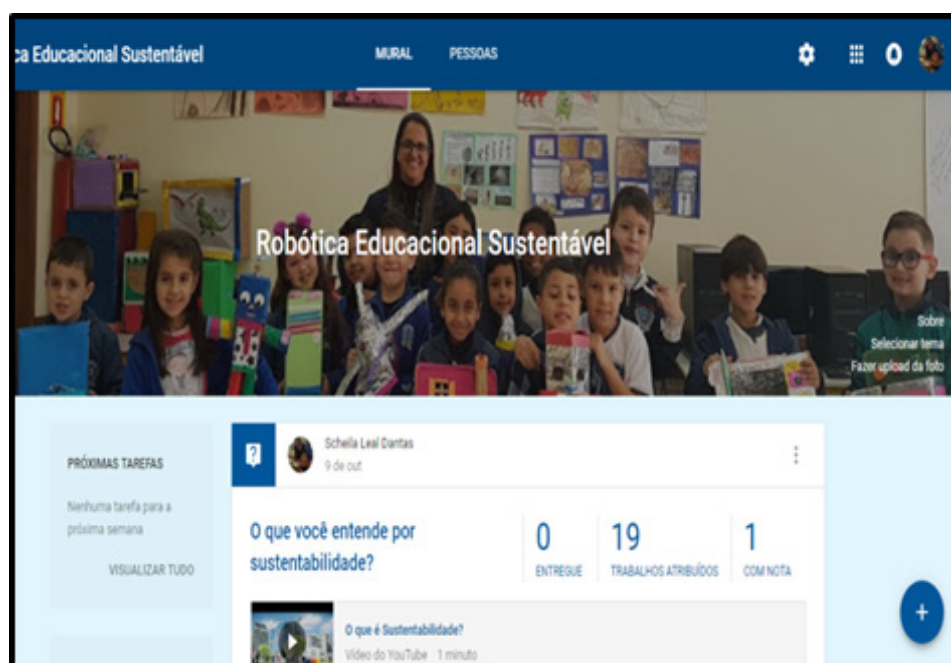 ca Educacional Sustentável
MURAL
PESSOAS
Robótica Educacional Sustentável
Sobre
Selecionar tema
Fazer upload da foto
PRÓXIMAS TAREFAS
Nenhuma tarefa para a
próxima semana
VISUALIZAR TUDO
?
Scheila Leal Dantas
9 de out
O que você entende por
sustentabilidade?
0
ENTREGUE
19
TRABALHOS ATRIBUÍDOS
1
COM NOTA
O que é Sustentabilidade?
Vídeo do YouTube 1 minuto
+